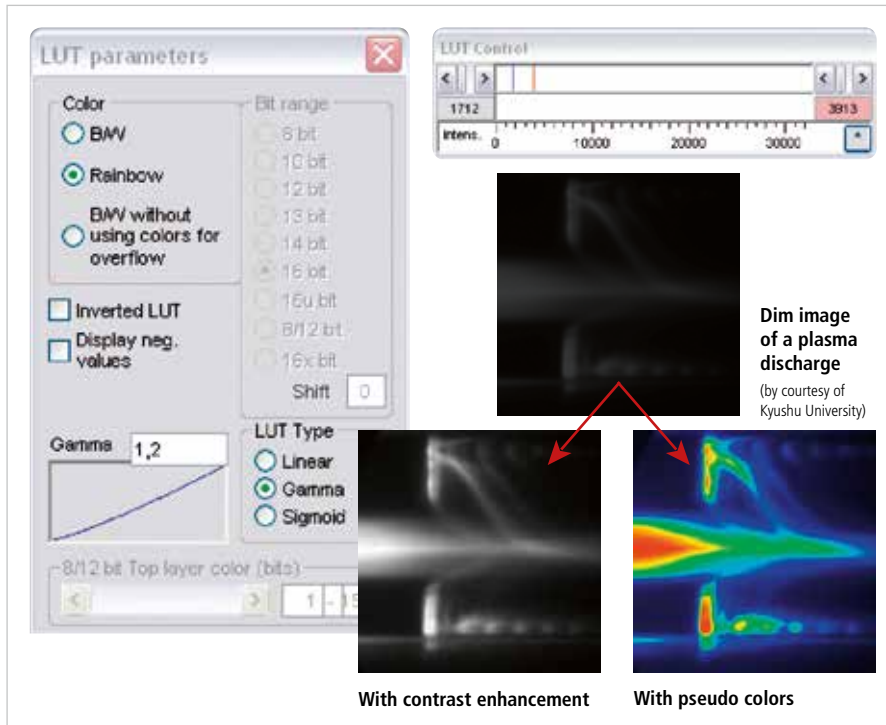 LUT parameters
Color
B/W
Rainbow
B/W without
using colors for
overflow
Inverted LUT
Display neg.
values
Bit range
8 bit
10 bit
12 bit
13 bit
14 bit
16 bit
16u bit
8/12 bit
16x bit
Shift 0
Gamma 1,2
LUT Type
Linear
Gamma
Sigmoid
8/12 bit Top layer color (bits)
< > 1 -
LUT Control
< > < >
1712 3913
Intens. 0 10000 20000 30000 *
Dim image
of a plasma
discharge
(by courtesy of
Kyushu University)
With contrast enhancement
With pseudo colors